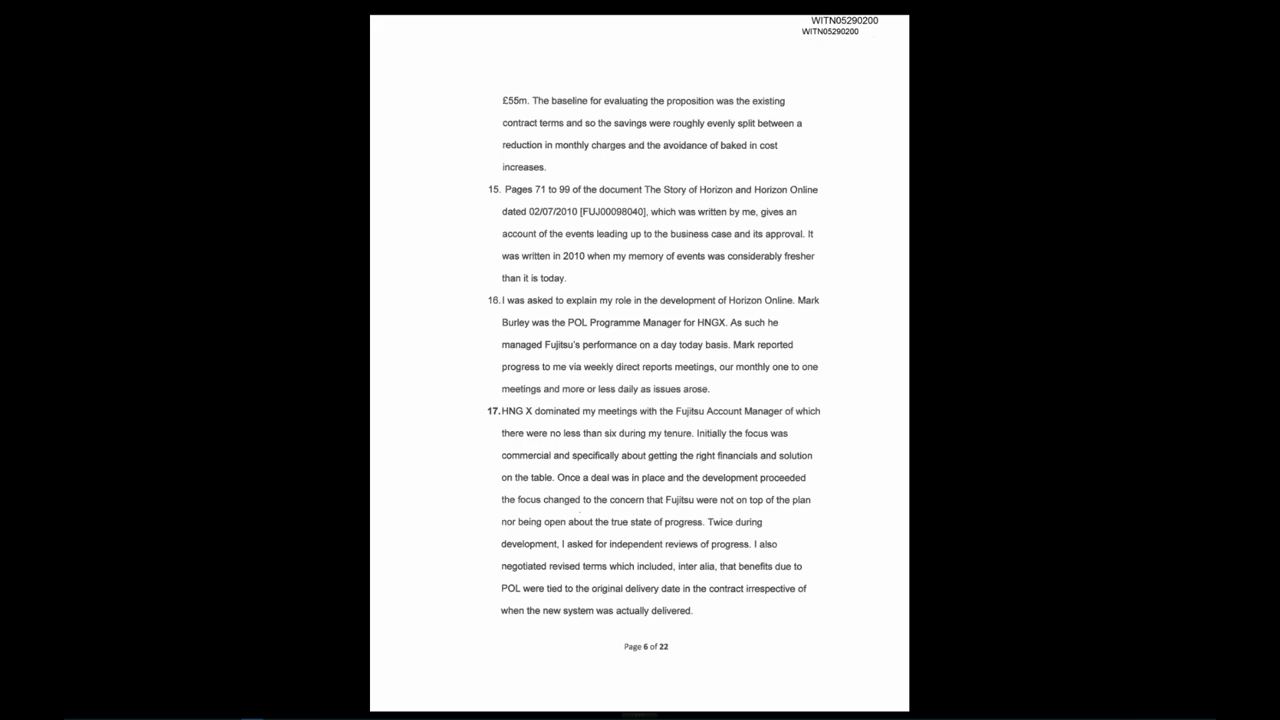 WITN05290200
WITN05290200
£55m. The baseline for evaluating the proposition was the existing
contract terms and so the savings were roughly evenly split between a
reduction in monthly charges and the avoidance of baked in cost
increases.
15. Pages 71 to 99 of the document The Story of Horizon and Horizon Online
dated 02/07/2010 [FUJ00098040], which was written by me, gives an
account of the events leading up to the business case and its approval. It
was written in 2010 when my memory of events was considerably fresher
than it is today.
16. I was asked to explain my role in the development of Horizon Online. Mark
Burley was the POL Programme Manager for HNGX. As such he
managed Fujitsu's performance on a day today basis. Mark reported
progress to me via weekly direct reports meetings, our monthly one to one
meetings and more or less daily as issues arose.
17. HNG X dominated my meetings with the Fujitsu Account Manager of which
there were no less than six during my tenure. Initially the focus was
commercial and specifically about getting the right financials and solution
on the table. Once a deal was in place and the development proceeded
the focus changed to the concern that Fujitsu were not on top of the plan
nor being open about the true state of progress. Twice during
development, I asked for independent reviews of progress. I also
negotiated revised terms which included, inter alia, that benefits due to
POL were tied to the original delivery date in the contract irrespective of
when the new system was actually delivered.
Page 6 of 22